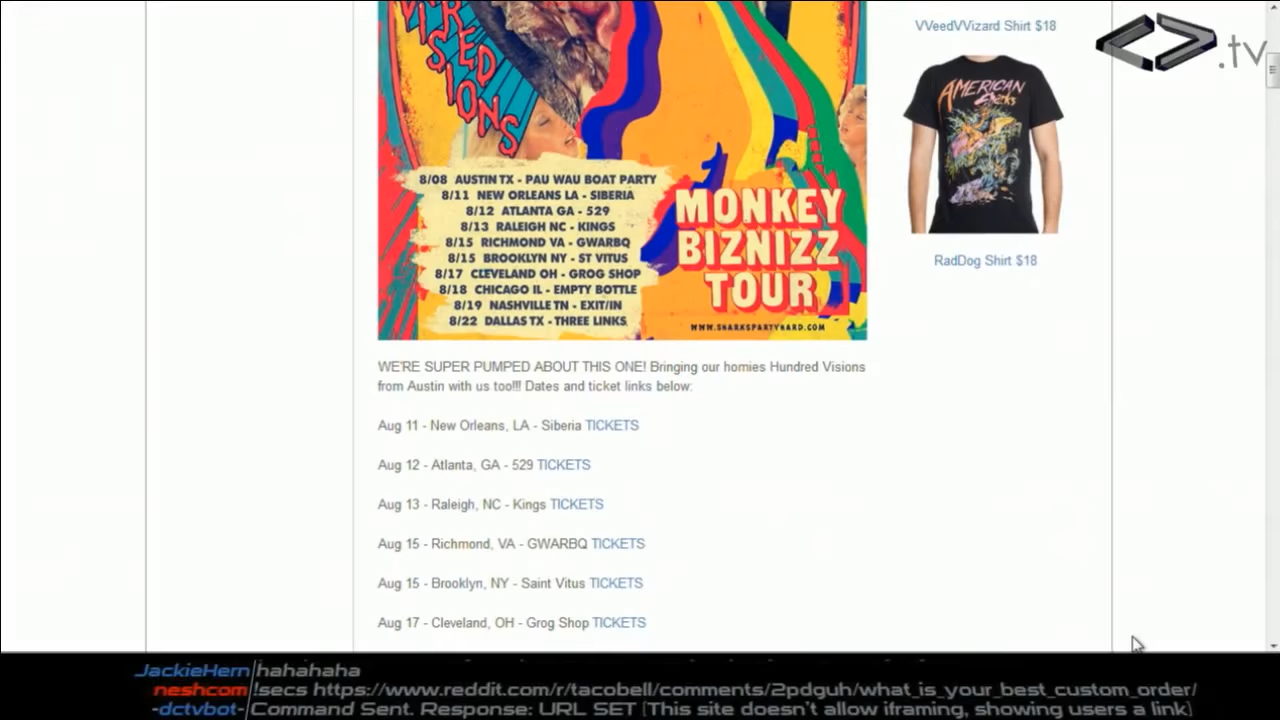 RED
SIONS
8/08 AUSTIN TX - PAU WAU BOAT PARTY
8/11 NEW ORLEANS LA - SIBERIA
8/12 ATLANTA GA - 529
8/13 RALEIGH NC - KINGS
8/15 RICHMOND VA - GWARBQ
8/15 BROOKLYN NY - ST VITUS
8/17 CLEVELAND OH - GROG SHOP
8/18 CHICAGO IL - EMPTY BOTTLE
8/19 NASHVILLE TN - EXIT/IN
8/22 DALLAS TX - THREE LINKS
MONKEY
BIZNIZZ
TOUR
WWW.SHARKSPARTYHARD.COM
VVeedVVizard Shirt $18
.tv
AMERICAN
Sharks
RadDog Shirt $18
WE'RE SUPER PUMPED ABOUT THIS ONE! Bringing our homies Hundred Visions
from Austin with us too!!! Dates and ticket links below:
Aug 11 - New Orleans, LA - Siberia TICKETS
Aug 12 - Atlanta, GA - 529 TICKETS
Aug 13 - Raleigh, NC - Kings TICKETS
Aug 15 - Richmond, VA - GWARBQ TICKETS
Aug 15 - Brooklyn, NY - Saint Vitus TICKETS
Aug 17 - Cleveland, OH - Grog Shop TICKETS
JackieHern hahahaha
neshcom !secs https://www.reddit.com/r/tacobell/comments/2pdguh/what_is_your_best_custom_order/
-dctvbot- Command Sent. Response: URL SET (This site doesn't allow iframing, showing users a link)